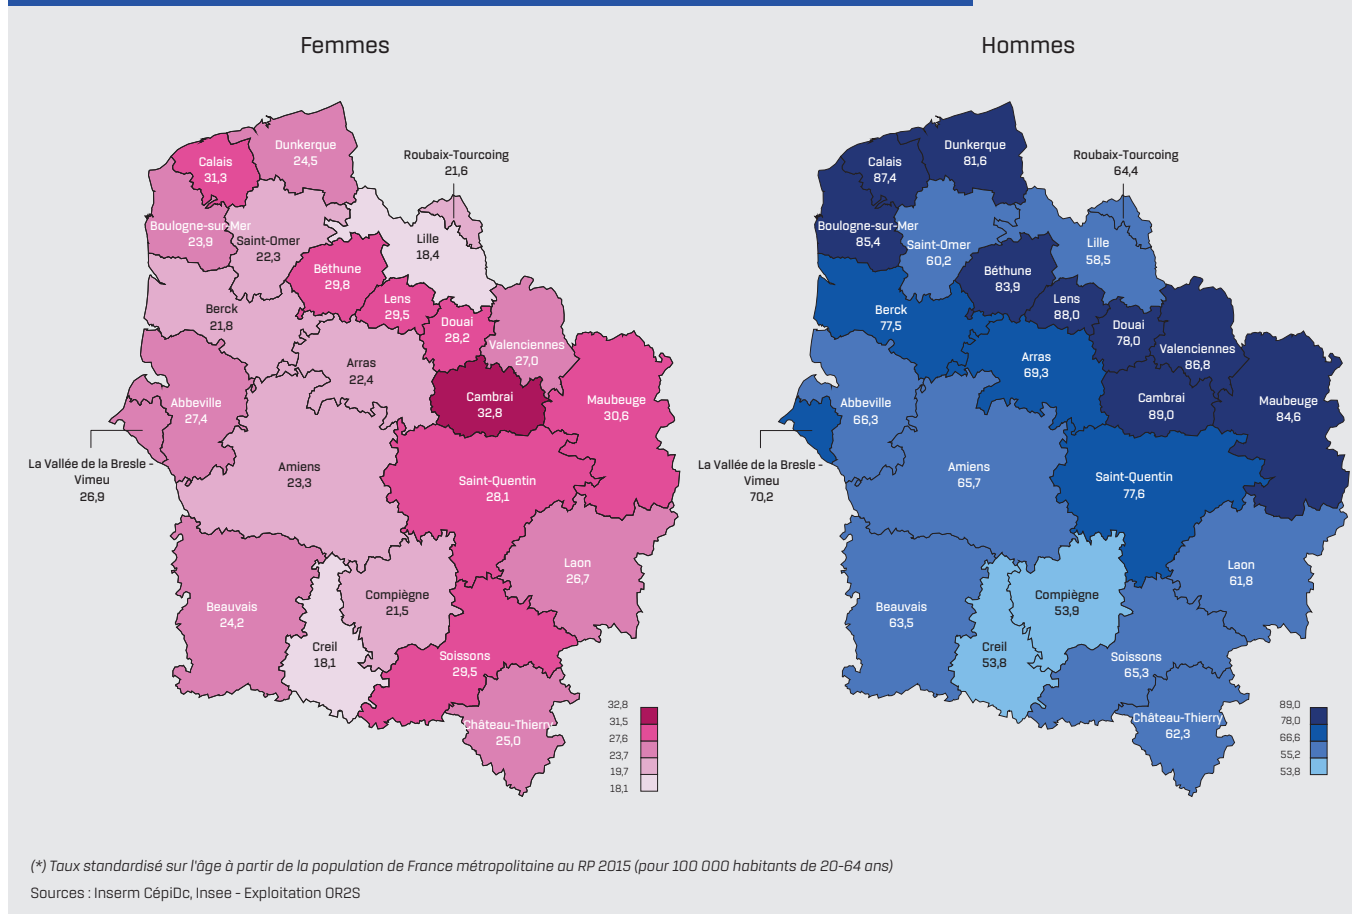 Femmes
Dunkerque
24,5
Calais
31,3
Roubaix-Tourcoing
21,6
Boulogne-sur-Mer
23,9
Saint-Omer
22,3
Lille
18,4
Béthune
29,8
Lens
29,5
Berck
21,8
Douai
28,2
Valenciennes
27,0
Arras
22,4
Cambrai
32,8
Maubeuge
30,6
Abbeville
27,4
La Vallée de la Bresle -
Vimeu
26,9
Amiens
23,3
Saint-Quentin
28,1
Laon
26,7
Compiègne
21,5
Beauvais
24,2
Creil
18,1
Soissons
29,5
Château-Thierry
25,0
32,8
31,5
27,6
23,7
19,7
18,1
Hommes
Dunkerque
81,6
Calais
87,4
Roubaix-Tourcoing
64,4
Boulogne-sur-Mer
85,4
Saint-Omer
60,2
Lille
58,5
Béthune
83,9
Lens
88,0
Berck
77,5
Douai
78,0
Valenciennes
86,8
Arras
69,3
Cambrai
89,0
Maubeuge
84,6
Abbeville
66,3
La Vallée de la Bresle -
Vimeu
70,2
Amiens
65,7
Saint-Quentin
77,6
Laon
61,8
Compiègne
53,9
Beauvais
63,5
Creil
53,8
Soissons
65,3
Château-Thierry
62,3
89,0
78,0
66,6
55,2
53,8
(*) Taux standardisé sur l'âge à partir de la population de France métropolitaine au RP 2015 (pour 100 000 habitants de 20-64 ans)
Sources : Inserm CépiDc, Insee - Exploitation OR2S